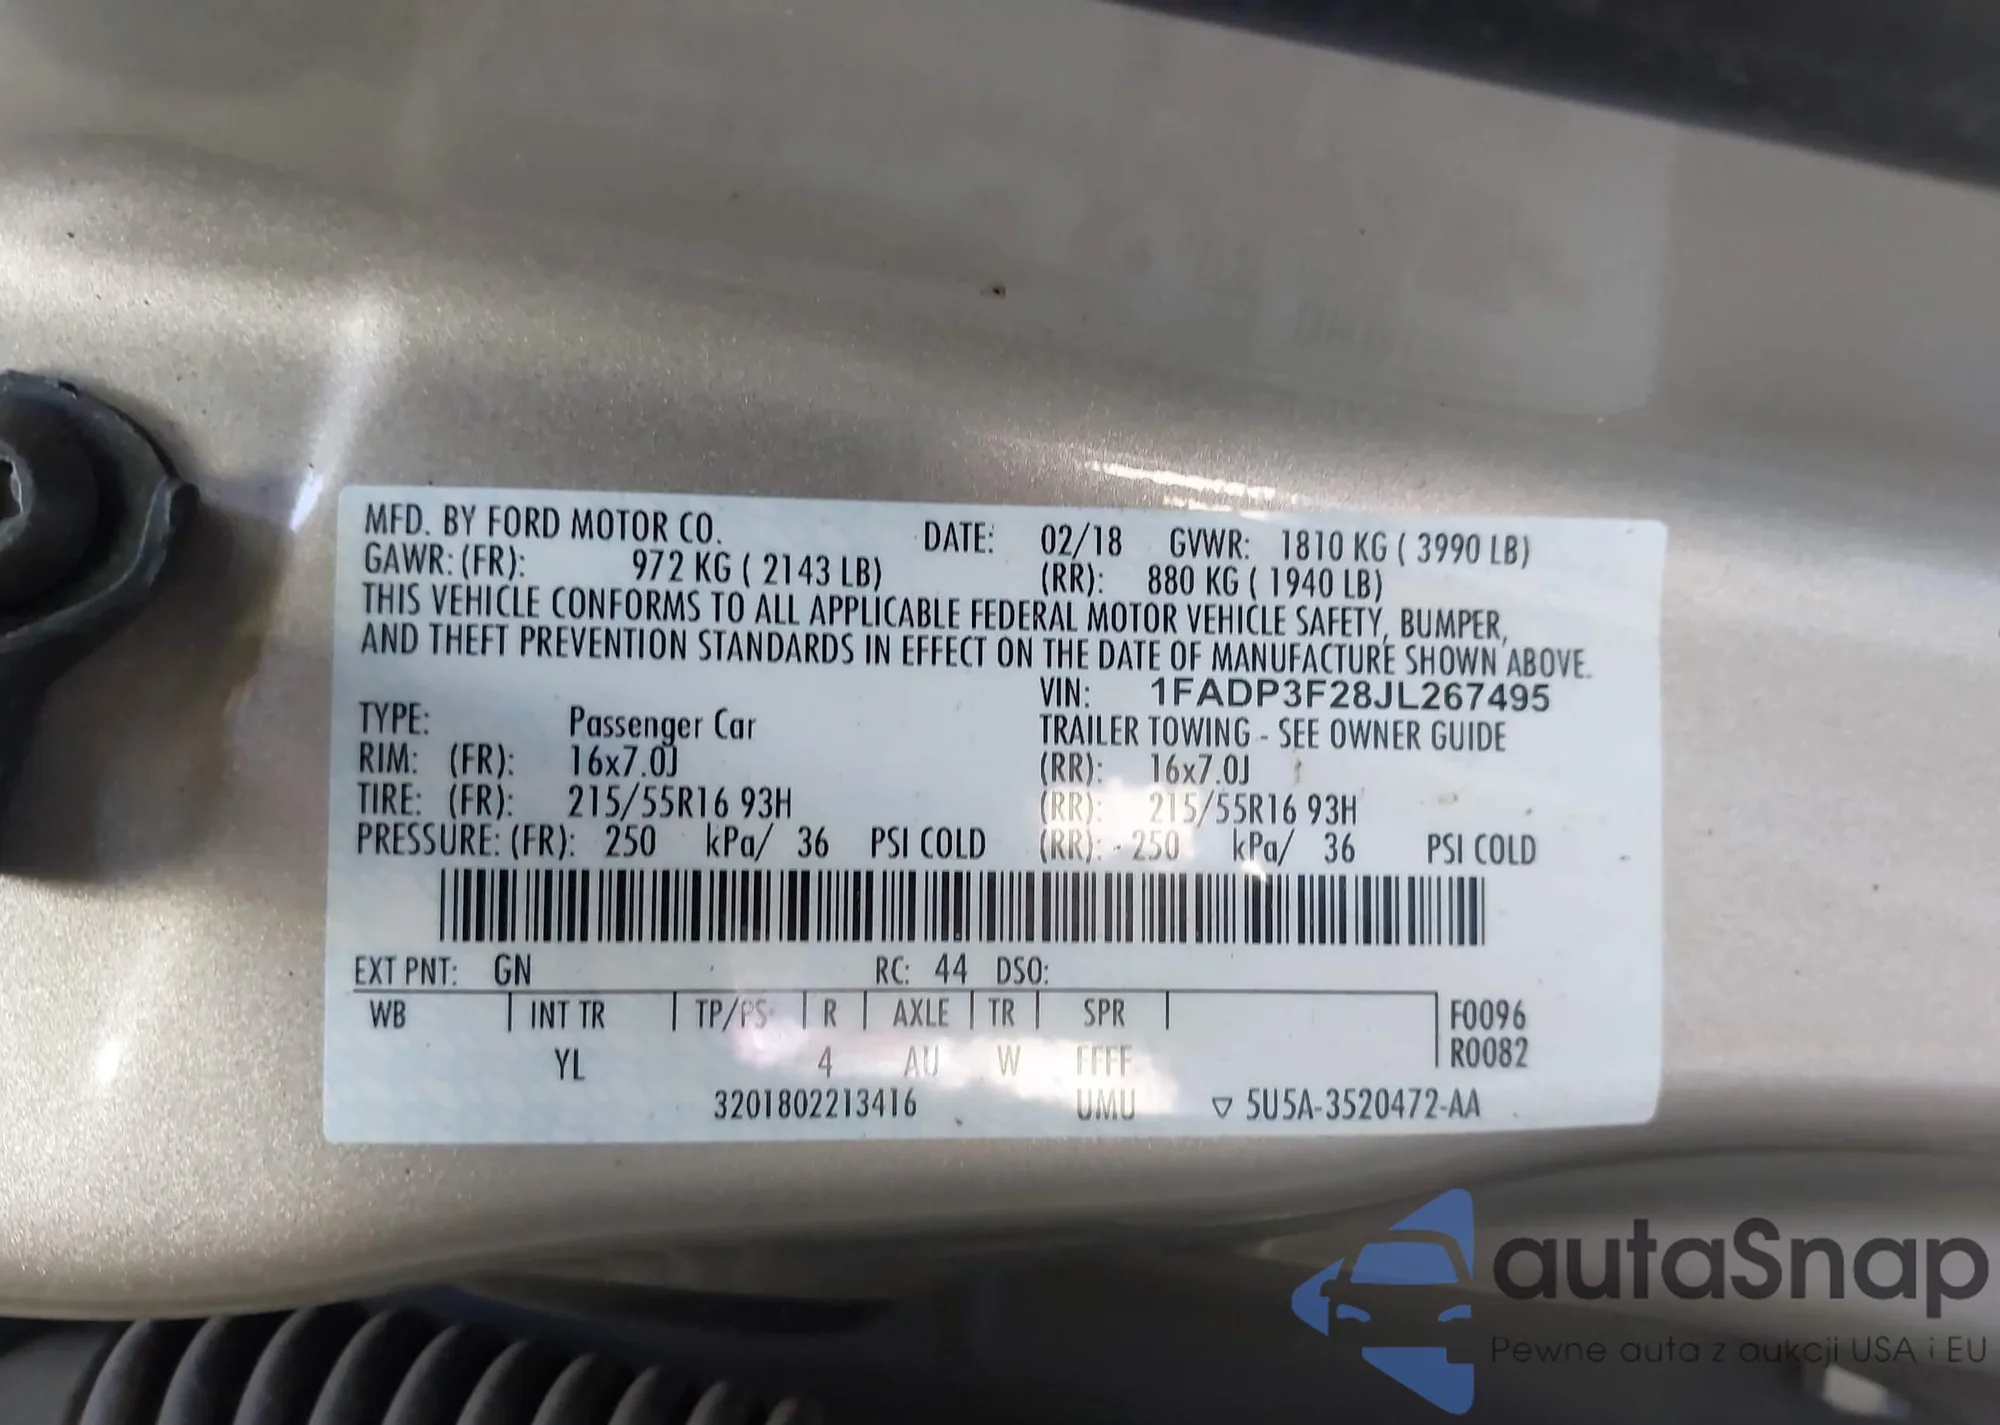 MFD. BY FORD MOTOR CO. DATE: 02/18 GVWR: 1810 KG ( 3990 LB)
GAWR: (FR): 972 KG ( 2143 LB) (RR): 880 KG ( 1940 LB)
THIS VEHICLE CONFORMS TO ALL APPLICABLE FEDERAL MOTOR VEHICLE SAFETY, BUMPER,
AND THEFT PREVENTION STANDARDS IN EFFECT ON THE DATE OF MANUFACTURE SHOWN ABOVE.
VIN: 1FADP3F28JL267495
TYPE: Passenger Car TRAILER TOWING - SEE OWNER GUIDE
RIM: (FR): 16x7.0J (RR): 16x7.0J
TIRE: (FR): 215/55R16 93H (RR): 215/55R16 93H
PRESSURE: (FR): 250 kPa/ 36 PSI COLD (RR): 250 kPa/ 36 PSI COLD
EXT PNT: GN RC: 44 DSO:
WB INT TR TP/PS R AXLE TR SPR F0096
YL 4 AU W FFFF R0082
3201802213416 UMU ▽ 5U5A-3520472-AA
autaSnap
Pewne auta z aukcji USA i EU